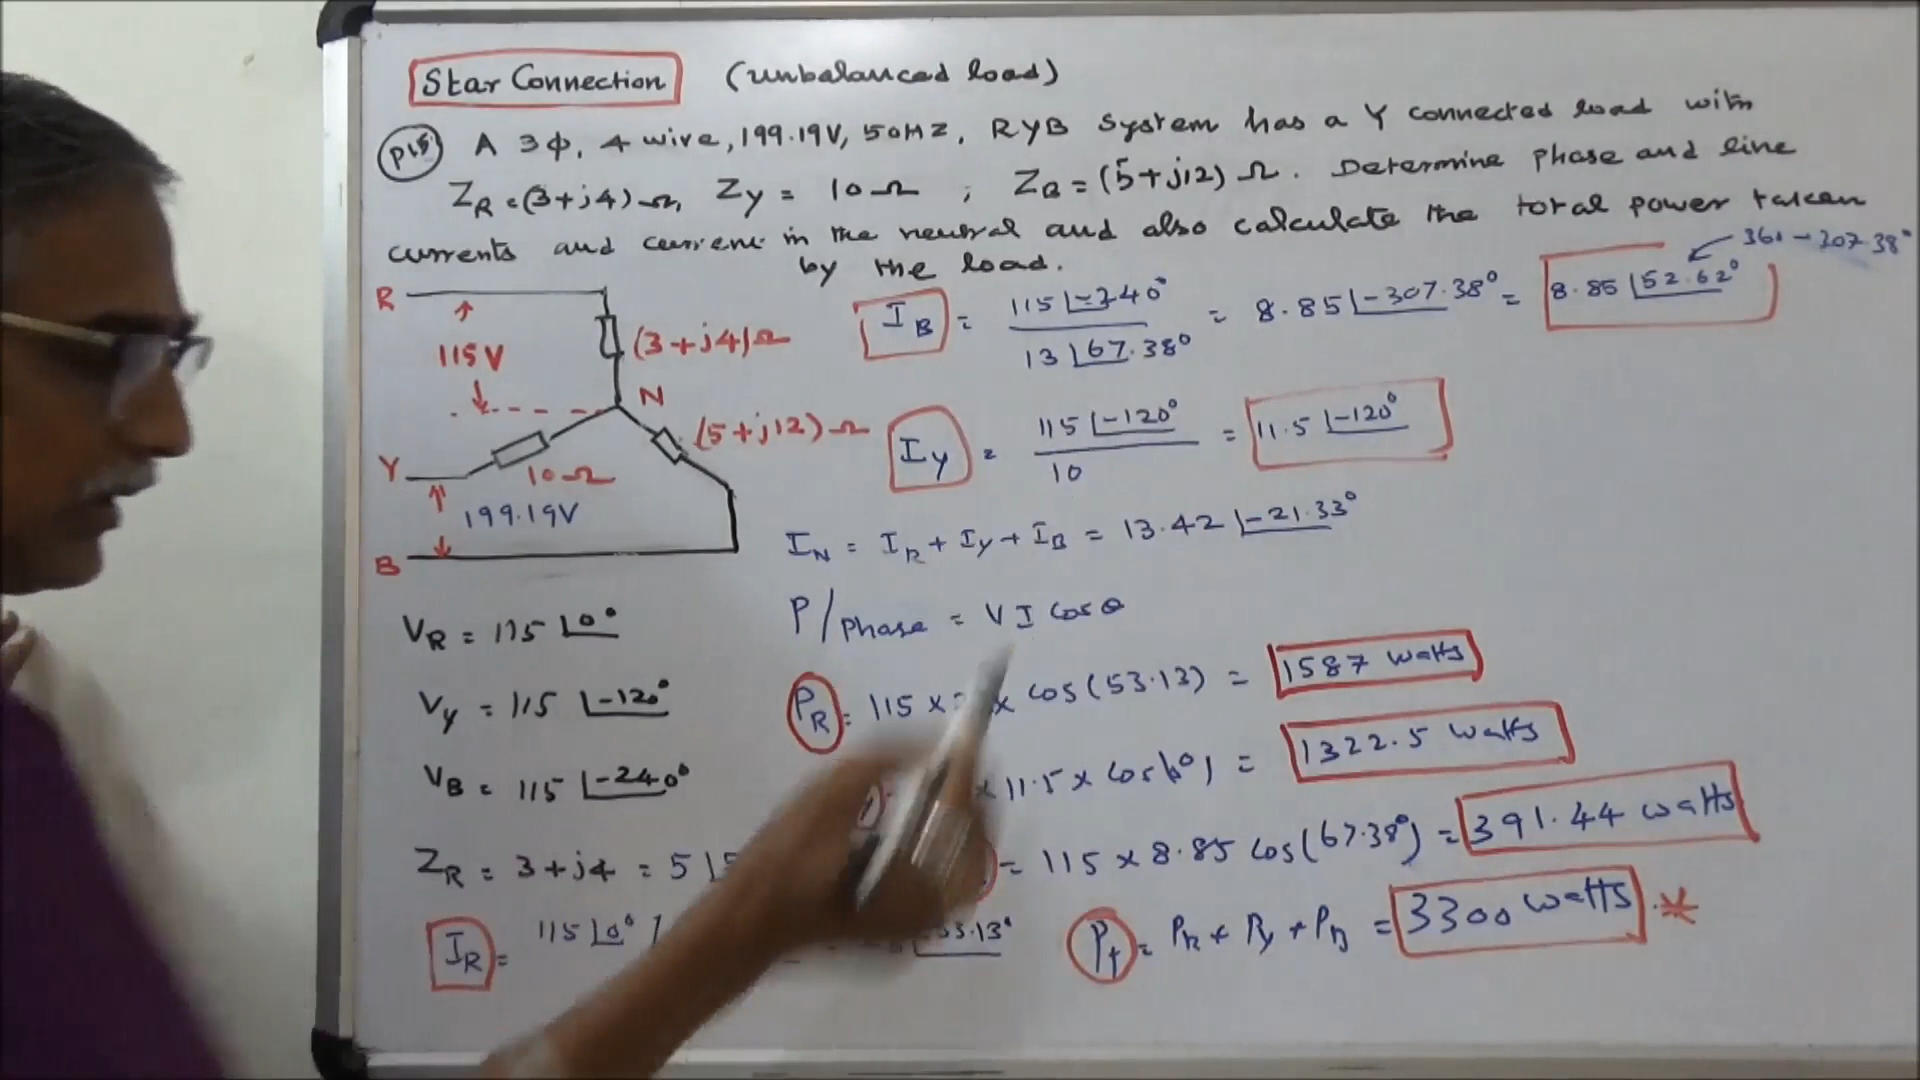 Star Connection (unbalanced load)
P15 A 3ϕ, 4 wire, 199.19V, 50HZ, RYB system has a Y connected load with
ZR = (3+j4) Ω, ZY = 10 Ω ; ZB = (5+j12) Ω. Determine phase and line
currents and current in the neutral and also calculate the total power taken
by the load.
360 - 307.38°
IB = 115∠-240° / 13∠67.38° = 8.85∠-307.38° = 8.85∠52.62°
R
115V
(3+j4)Ω
N
(5+j12)Ω
Y
10Ω
199.19V
B
IY = 115∠-120° / 10 = 11.5∠-120°
IN = IR + IY + IB = 13.42∠-21.33°
P/phase = VI cosθ
VR = 115∠0°
VY = 115∠-120°
VB = 115∠-240°
ZR = 3+j4 = 5
IR = 115∠0° /
53.13°
PR = 115 x x cos(53.13) = 1587 watts
x 11.5 x cos(0°) = 1322.5 watts
= 115 x 8.85 cos(67.38°) = 391.44 watts
Pt = PR + PY + PB = 3300 watts *